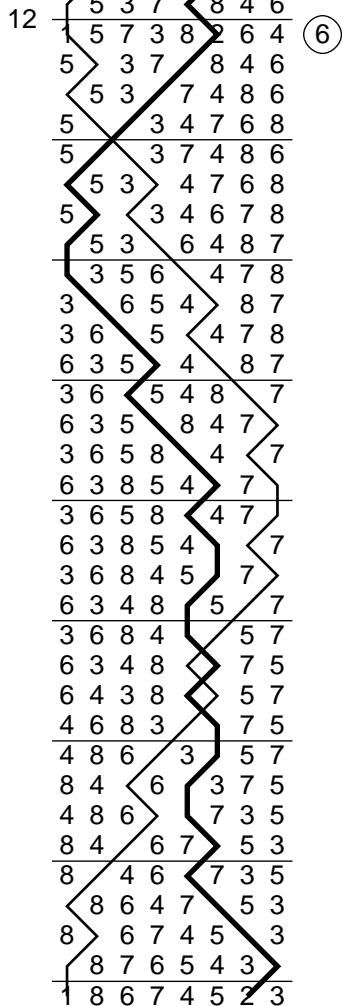 5 3 7 8 4 6
12 1 5 7 3 8 2 6 4 6
5 3 7 8 4 6
5 3 7 4 8 6
5 3 4 7 6 8
5 3 7 4 8 6
5 3 4 7 6 8
5 3 4 6 7 8
5 3 6 4 8 7
3 5 6 4 7 8
3 6 5 4 8 7
3 6 5 4 7 8
6 3 5 4 8 7
3 6 5 4 8 7
6 3 5 8 4 7
3 6 5 8 4 7
6 3 8 5 4 7
3 6 5 8 4 7
6 3 8 5 4 7
3 6 8 4 5 7
6 3 4 8 5 7
3 6 8 4 5 7
6 3 4 8 7 5
6 4 3 8 5 7
4 6 8 3 7 5
4 8 6 3 5 7
8 4 6 3 7 5
4 8 6 7 3 5
8 4 6 7 5 3
8 4 6 7 3 5
8 6 4 7 5 3
8 6 7 4 5 3
8 7 6 5 4 3
1 8 6 7 4 5 2 3